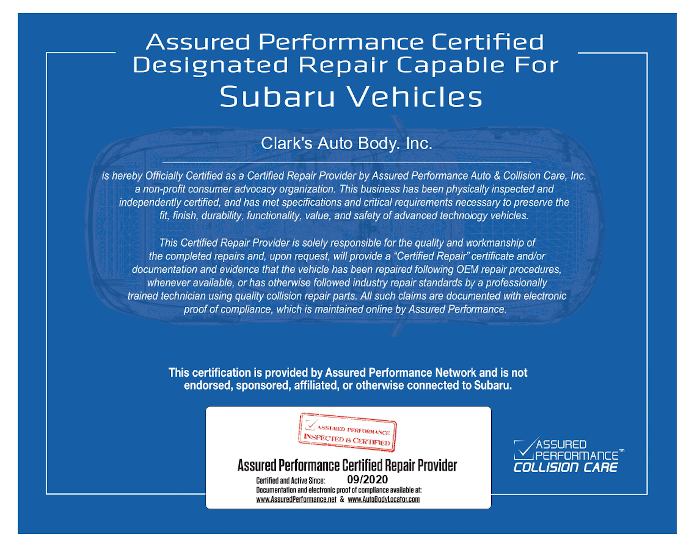 Assured Performance Certified
Designated Repair Capable For
Subaru Vehicles
Clark's Auto Body. Inc.
is hereby Officially Certified as a Certified Repair Provider by Assured Performance Auto & Collision Care, Inc.
a non-profit consumer advocacy organization. This business has been physically inspected and
independently certified, and has met specifications and critical requirements necessary to preserve the
fit, finish, durability, functionality, value, and safety of advanced technology vehicles.
This Certified Repair Provider is solely responsible for the quality and workmanship of
the completed repairs and, upon request, will provide a "Certified Repair" certificate and/or
documentation and evidence that the vehicle has been repaired following OEM repair procedures,
whenever available, or has otherwise followed industry repair standards by a professionally
trained technician using quality collision repair parts. All such claims are documented with electronic
proof of compliance, which is maintained online by Assured Performance.
This certification is provided by Assured Performance Network and is not
endorsed, sponsored, affiliated, or otherwise connected to Subaru.
ASSURED PERFORMANCE
INSPECTED & CERTIFIED
Assured Performance Certified Repair Provider
Certified and Active Since: 09/2020
Documentation and electronic proof of compliance available at:
www.AssuredPerformance.net & www.AutoBodyLocator.com
ASSURED
PERFORMANCE™
COLLISION CARE